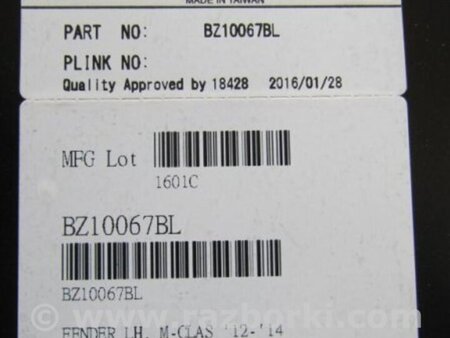 MADE IN TAIWAN
PART NO: BZ10067BL
PLINK NO:
Quality Approved by 18428 2016/01/28
MFG Lot
1601C
BZ10067BL
BZ10067BL
FENDER LH, M-CLAS '12-'14
© www.razborki.com